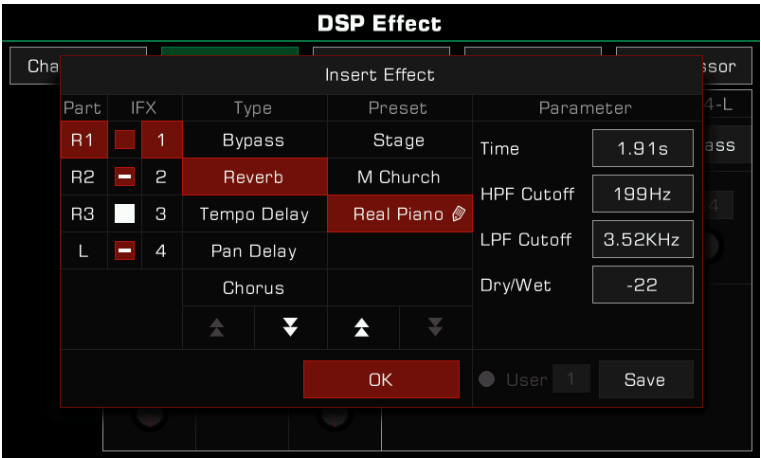 DSP Effect
Cha
ssor
Insert Effect
Part IFX Type Preset Parameter
4-L
R1 1 Bypass Stage Time 1.91s
ass
R2 2 Reverb M Church HPF Cutoff 199Hz
R3 3 Tempo Delay Real Piano LPF Cutoff 3.52KHz
4
L 4 Pan Delay
Chorus Dry/Wet -22
OK User 1 Save